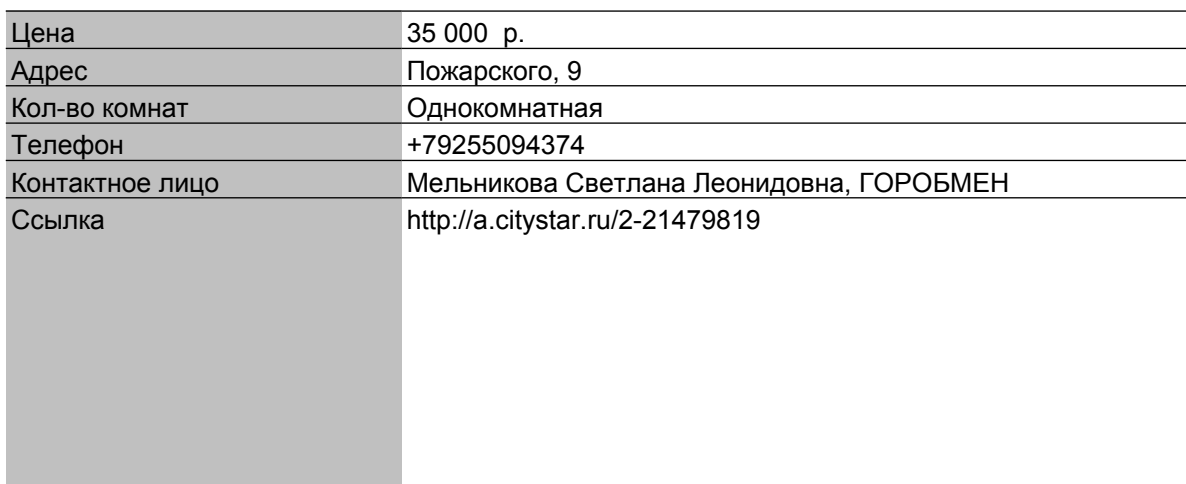 Цена 35 000 р.
Адрес Пожарского, 9
Кол-во комнат Однокомнатная
Телефон +79255094374
Контактное лицо Мельникова Светлана Леонидовна, ГОРОБМЕН
Ссылка http://a.citystar.ru/2-21479819